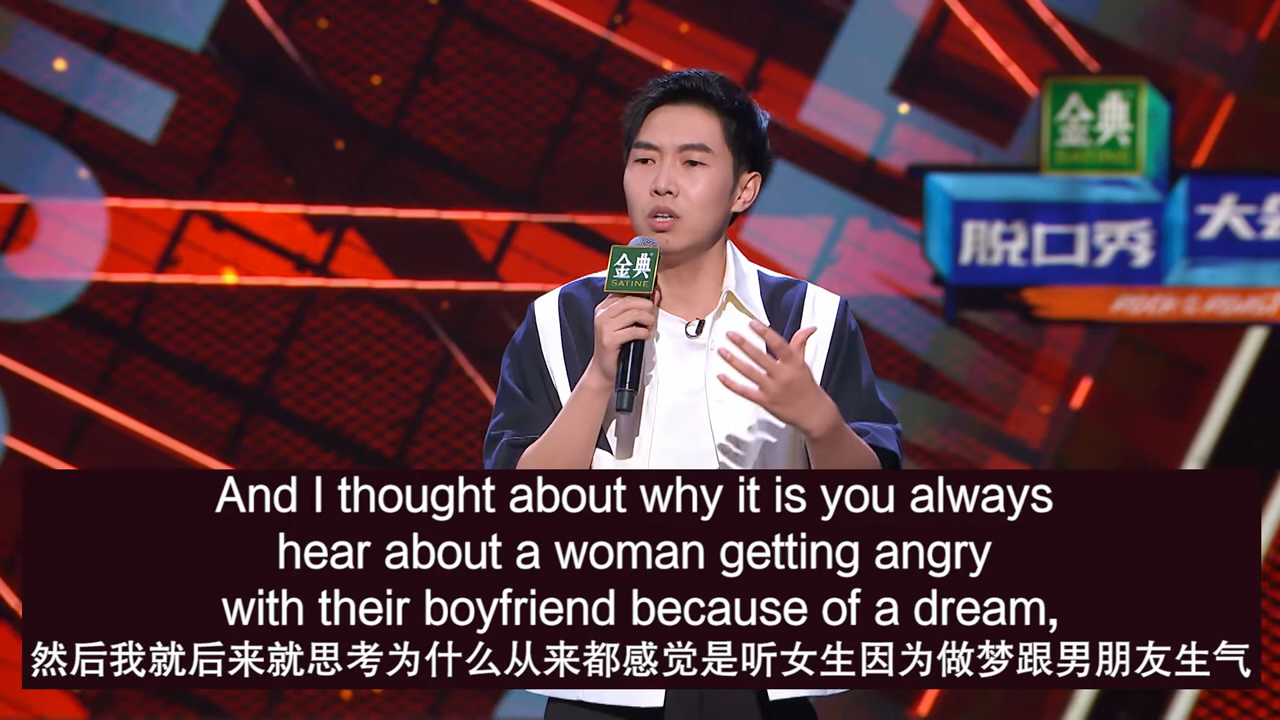 金典
SATINE
脱口秀
大
金典
SATINE
And I thought about why it is you always
hear about a woman getting angry
with their boyfriend because of a dream,
然后我就后来就思考为什么从来都感觉是听女生因为做梦跟男朋友生气